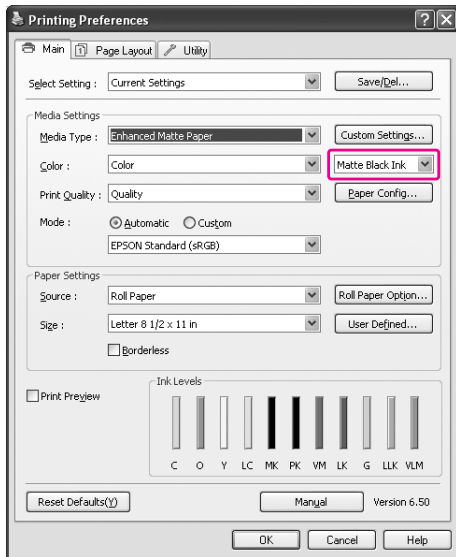 Printing Preferences
Main Page Layout Utility
Select Setting : Current Settings Save/Del...
Media Settings
Media Type : Enhanced Matte Paper Custom Settings...
Color : Color Matte Black Ink
Print Quality : Quality Paper Config...
Mode : Automatic Custom
EPSON Standard (sRGB)
Paper Settings
Source : Roll Paper Roll Paper Option...
Size : Letter 8 1/2 x 11 in User Defined...
Borderless
Print Preview
Ink Levels
C O Y LC MK PK VM LK G LLK VLM
Reset Defaults(Y) Manual Version 6.50
OK Cancel Help